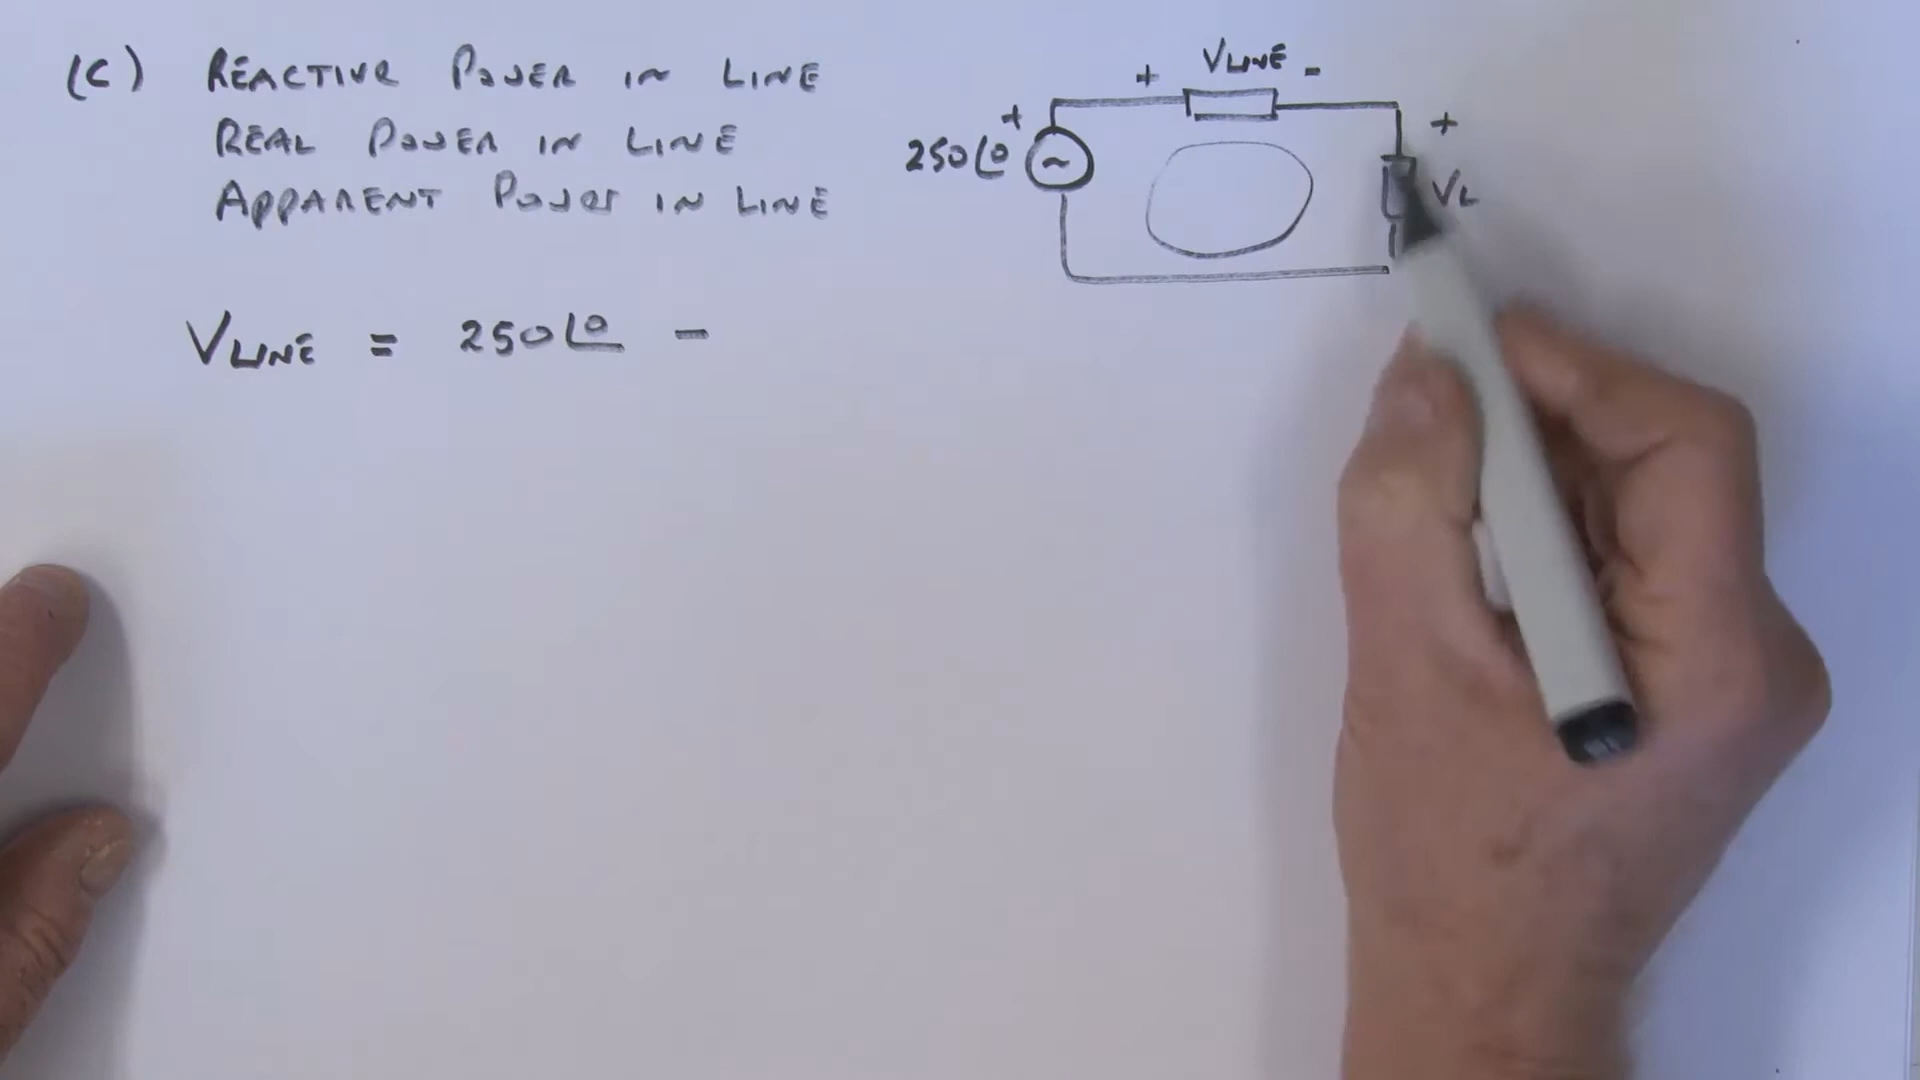 (C) REACTIVE POWER IN LINE
REAL POWER IN LINE
APPARENT POWER IN LINE
+ VLINE -
+
250∠0 ~
+
VL
VLINE = 250∠0 -